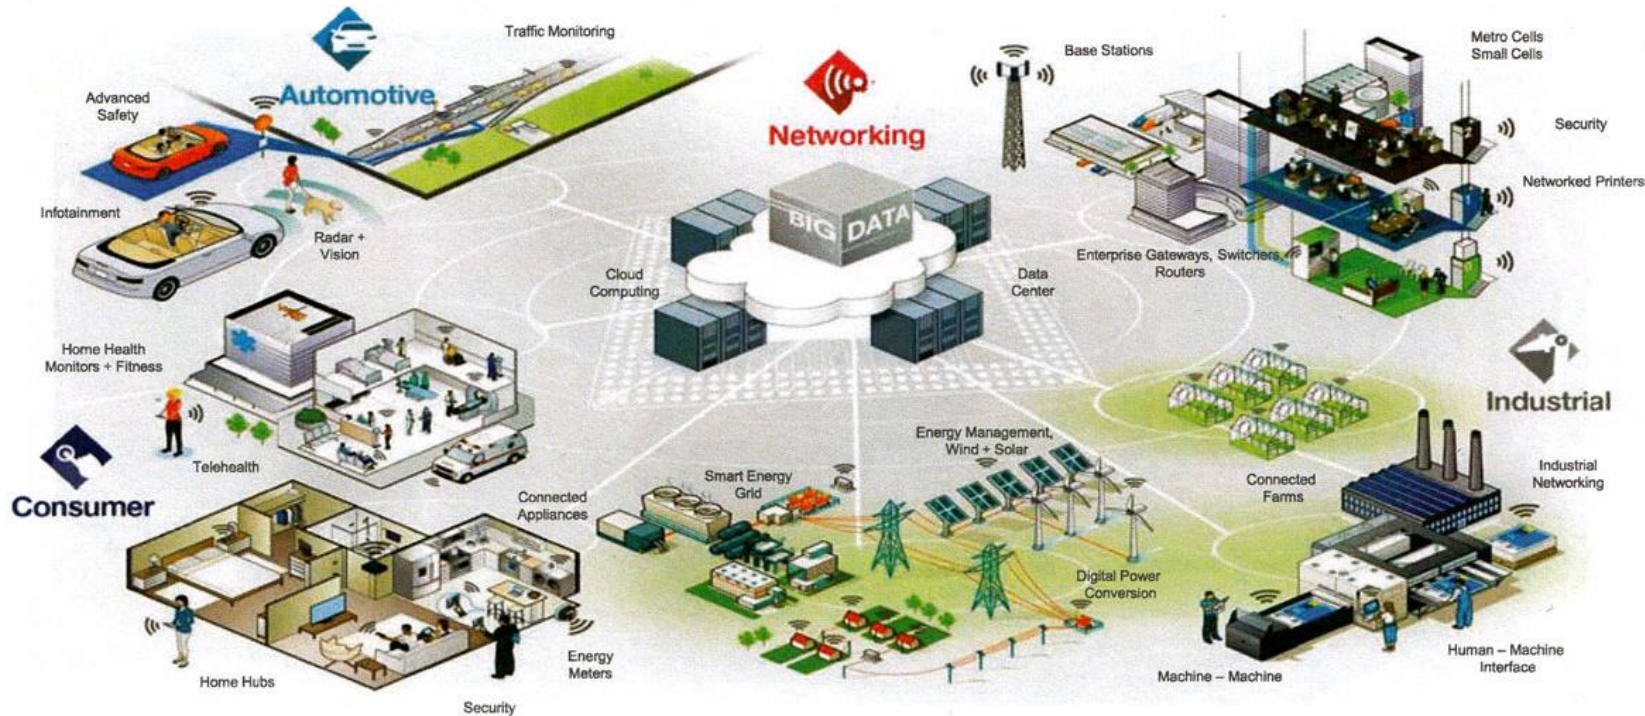 Traffic Monitoring
Automotive
Advanced
Safety
Infotainment
Radar +
Vision
Networking
BIG DATA
Cloud
Computing
Data
Center
Base Stations
Metro Cells
Small Cells
Security
Networked Printers
Enterprise Gateways, Switchers,
Routers
Home Health
Monitors + Fitness
Telehealth
Consumer
Connected
Appliances
Home Hubs
Security
Energy
Meters
Smart Energy
Grid
Energy Management,
Wind + Solar
Digital Power
Conversion
Industrial
Connected
Farms
Industrial
Networking
Machine – Machine
Human – Machine
Interface